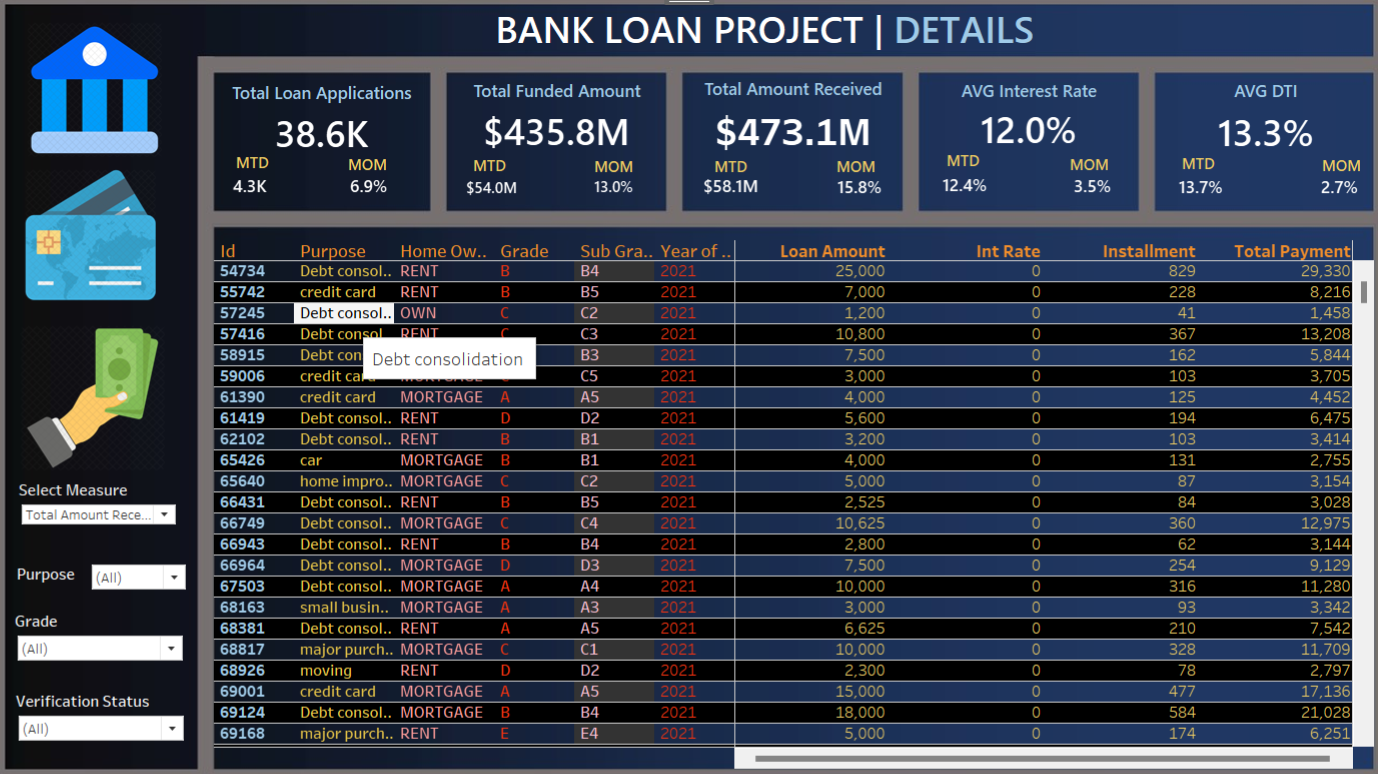 BANK LOAN PROJECT | DETAILS
Total Loan Applications
38.6K
MTD MOM
4.3K 6.9%
Total Funded Amount
$435.8M
MTD MOM
$54.0M 13.0%
Total Amount Received
$473.1M
MTD MOM
$58.1M 15.8%
AVG Interest Rate
12.0%
MTD MOM
12.4% 3.5%
AVG DTI
13.3%
MTD MOM
13.7% 2.7%
Select Measure
Total Amount Rece...
Purpose (All)
Grade
(All)
Verification Status
(All)
Id Purpose Home Ow.. Grade Sub Gra.. Year of .. Loan Amount Int Rate Installment Total Payment
54734 Debt consol.. RENT B B4 2021 25,000 0 829 29,330
55742 credit card RENT B B5 2021 7,000 0 228 8,216
57245 Debt consol.. OWN C C2 2021 1,200 0 41 1,458
57416 Debt consol RENT C C3 2021 10,800 0 367 13,208
58915 Debt con B3 2021 7,500 0 162 5,844
Debt consolidation
59006 credit card MORTGAGE C5 2021 3,000 0 103 3,705
61390 credit card MORTGAGE A A5 2021 4,000 0 125 4,452
61419 Debt consol.. RENT D D2 2021 5,600 0 194 6,475
62102 Debt consol.. RENT B B1 2021 3,200 0 103 3,414
65426 car MORTGAGE B B1 2021 4,000 0 131 2,755
65640 home impro.. MORTGAGE C C2 2021 5,000 0 87 3,154
66431 Debt consol.. RENT B B5 2021 2,525 0 84 3,028
66749 Debt consol.. MORTGAGE C C4 2021 10,625 0 360 12,975
66943 Debt consol.. RENT B B4 2021 2,800 0 62 3,144
66964 Debt consol.. MORTGAGE D D3 2021 7,500 0 254 9,129
67503 Debt consol.. MORTGAGE A A4 2021 10,000 0 316 11,280
68163 small busin.. MORTGAGE A A3 2021 3,000 0 93 3,342
68381 Debt consol.. RENT A A5 2021 6,625 0 210 7,542
68817 major purch.. MORTGAGE C C1 2021 10,000 0 328 11,709
68926 moving RENT D D2 2021 2,300 0 78 2,797
69001 credit card MORTGAGE A A5 2021 15,000 0 477 17,136
69124 Debt consol.. MORTGAGE B B4 2021 18,000 0 584 21,028
69168 major purch.. RENT E E4 2021 5,000 0 174 6,251